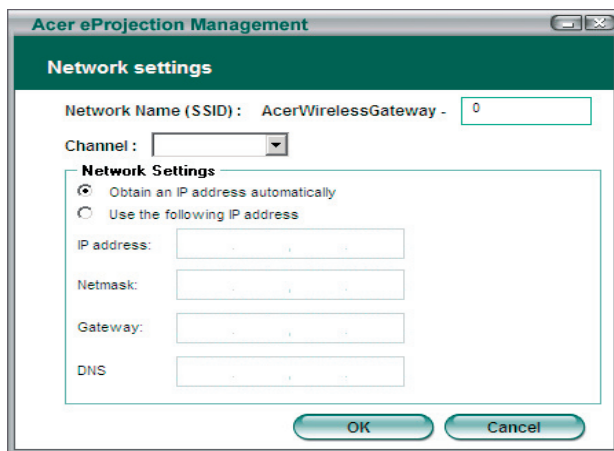 Acer eProjection Management
Network settings
Network Name (SSID) : AcerWirelessGateway - 0
Channel :
Network Settings
Obtain an IP address automatically
Use the following IP address
IP address:
Netmask:
Gateway:
DNS
OK Cancel